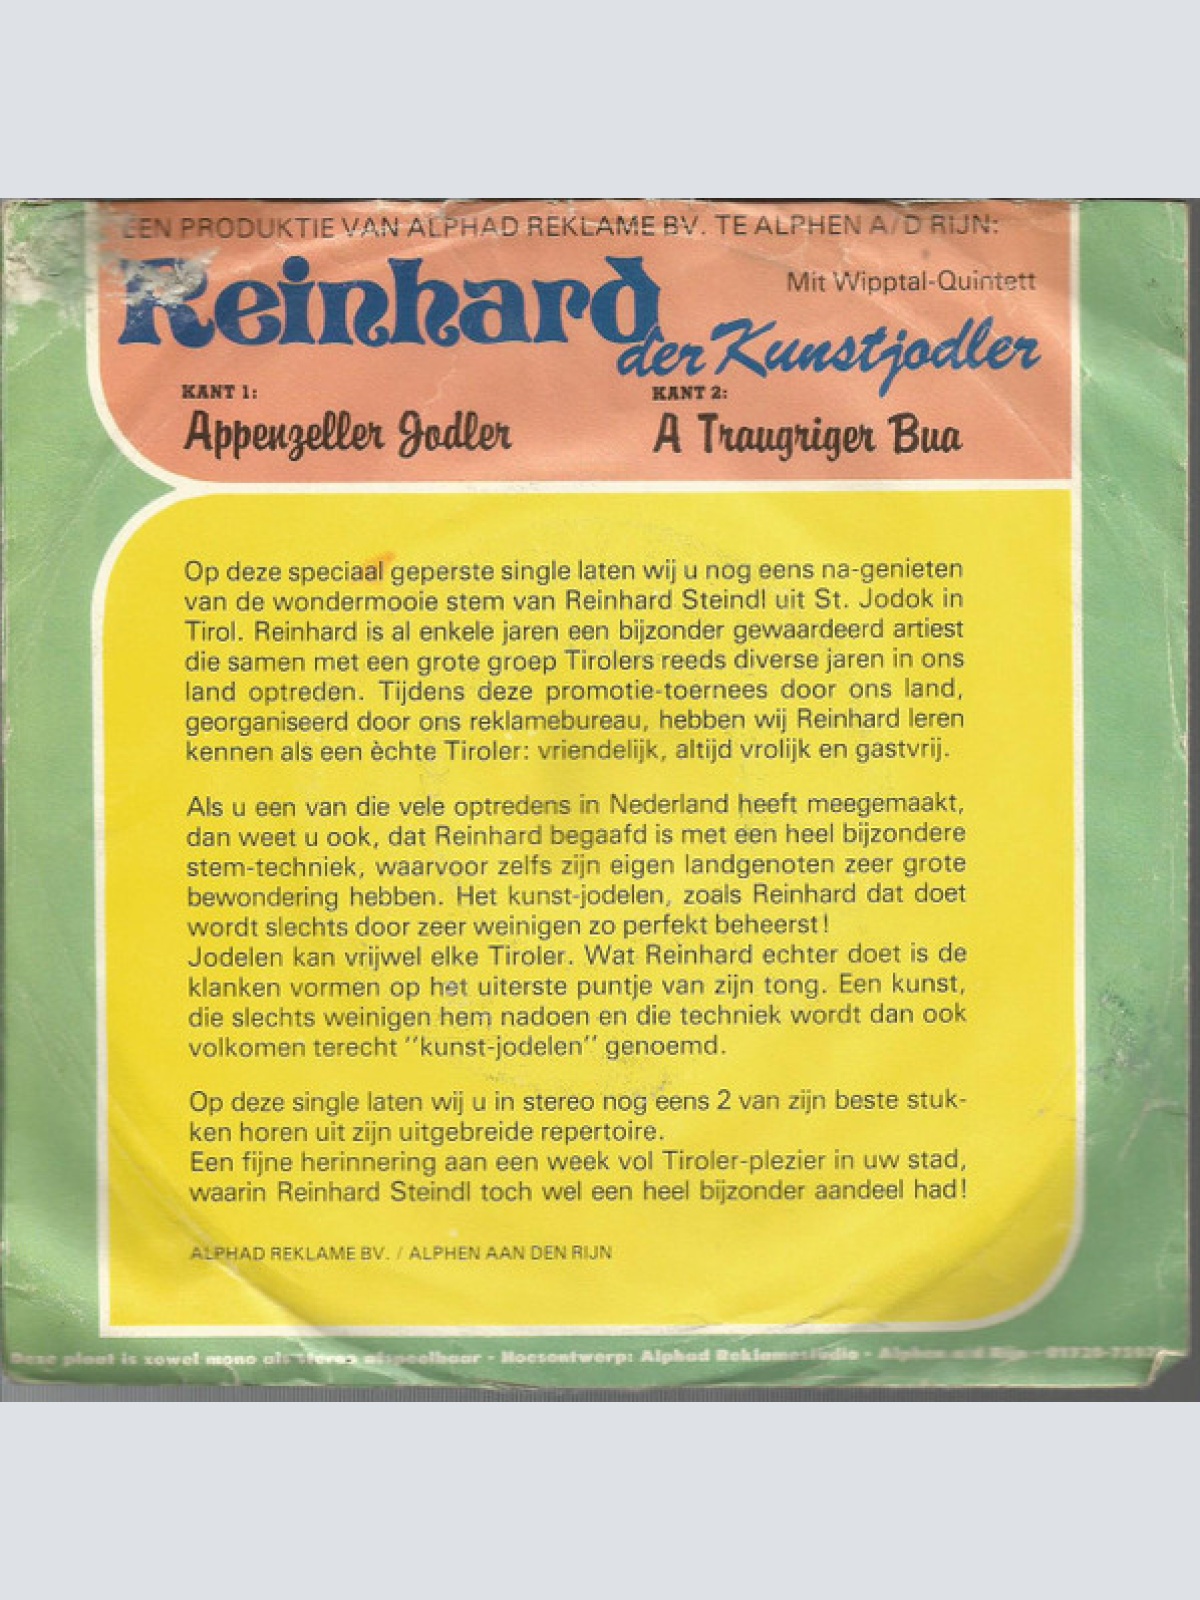 EEN PRODUKTIE VAN ALPHAD REKLAME BV. TE ALPHEN A/D RIJN:
Reinhard
Mit Wipptal-Quintett
der Kunstjodler
KANT 1:
Appenzeller Jodler
KANT 2:
A Traugriger Bua
Op deze speciaal geperste single laten wij u nog eens na-genieten
van de wondermooie stem van Reinhard Steindl uit St. Jodok in
Tirol. Reinhard is al enkele jaren een bijzonder gewaardeerd artiest
die samen met een grote groep Tirolers reeds diverse jaren in ons
land optreden. Tijdens deze promotie-toernees door ons land,
georganiseerd door ons reklamebureau, hebben wij Reinhard leren
kennen als een èchte Tiroler: vriendelijk, altijd vrolijk en gastvrij.
Als u een van die vele optredens in Nederland heeft meegemaakt,
dan weet u ook, dat Reinhard begaafd is met een heel bijzondere
stem-techniek, waarvoor zelfs zijn eigen landgenoten zeer grote
bewondering hebben. Het kunst-jodelen, zoals Reinhard dat doet
wordt slechts door zeer weinigen zo perfekt beheerst!
Jodelen kan vrijwel elke Tiroler. Wat Reinhard echter doet is de
klanken vormen op het uiterste puntje van zijn tong. Een kunst,
die slechts weinigen hem nadoen en die techniek wordt dan ook
volkomen terecht "kunst-jodelen" genoemd.
Op deze single laten wij u in stereo nog eens 2 van zijn beste stuk-
ken horen uit zijn uitgebreide repertoire.
Een fijne herinnering aan een week vol Tiroler-plezier in uw stad,
waarin Reinhard Steindl toch wel een heel bijzonder aandeel had!
ALPHAD REKLAME BV. / ALPHEN AAN DEN RIJN
Deze plaat is zowel mono als stereo afspeelbaar - Hoesontwerp: Alphad Reklamestudio - Alphen a/d Rijn